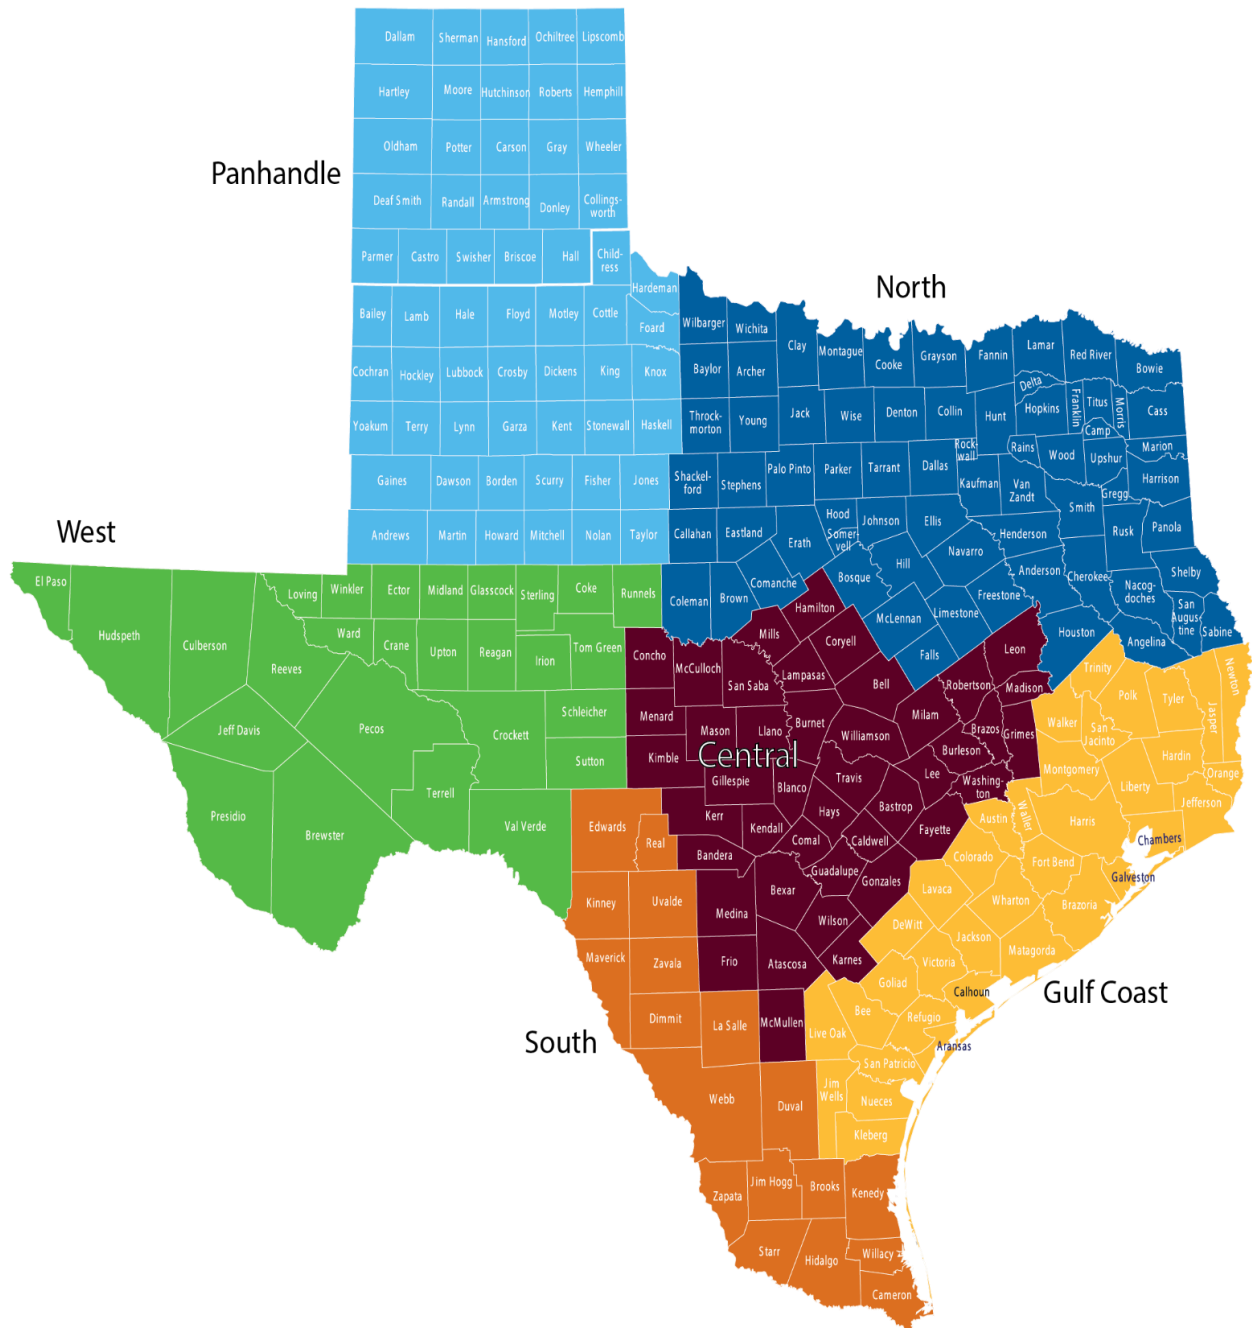 Dallam Sherman Hansford Ochiltree Lipscomb
Hartley Moore Hutchinson Roberts Hemphill
Oldham Potter Carson Gray Wheeler
Panhandle
Deaf Smith Randall Armstrong Donley Collings-
worth
Parmer Castro Swisher Briscoe Hall Child-
ress
Hardeman
North
Bailey Lamb Hale Floyd Motley Cottle Foard Wilbarger Wichita
Clay Montague Cooke Grayson Fannin Lamar Red River Bowie
Cochran Hockley Lubbock Crosby Dickens King Knox Baylor Archer
Delta Franklin Titus Morris Cass
Yoakum Terry Lynn Garza Kent Stonewall Haskell Throck-
morton Young Jack Wise Denton Collin Hunt Hopkins
Camp
Rock-
wall Rains Wood Upshur Marion
Gaines Dawson Borden Scurry Fisher Jones Shackel-
ford Stephens Palo Pinto Parker Tarrant Dallas Kaufman Van
Zandt Smith Gregg Harrison
West
Andrews Martin Howard Mitchell Nolan Taylor Callahan Eastland Erath Hood Somer-
vell Johnson Ellis Navarro Henderson Rusk Panola
El Paso Hudspeth Culberson Reeves Loving Winkler Ector Midland Glasscock Sterling Coke Runnels
Coleman Brown Comanche Bosque Hill Anderson Cherokee Nacog-
doches Shelby
San
Augus-
tine Sabine
Hamilton McLennan Limestone Freestone Houston Angelina
Ward Crane Upton Reagan Irion Tom Green Concho McCulloch Mills Coryell Falls Leon
San Saba Lampasas Bell Robertson Madison Trinity Polk Tyler Newton Jasper
Jeff Davis Pecos Crockett Schleicher Menard Mason Llano Burnet Williamson Milam Brazos Grimes Walker San
Jacinto Hardin
Sutton Kimble Central Burleson Montgomery Liberty Orange
Presidio Brewster Terrell Val Verde Gillespie Blanco Travis Lee Washing-
ton Jefferson
Edwards Real Kerr Kendall Hays Bastrop Fayette Austin Waller Harris Chambers
Bandera Comal Caldwell Colorado Fort Bend Galveston
Kinney Uvalde Medina Bexar Guadalupe Gonzales Lavaca Wharton Brazoria
Wilson DeWitt Jackson Matagorda
Maverick Zavala Frio Atascosa Karnes Victoria
Goliad Calhoun Gulf Coast
South
Dimmit La Salle McMullen Live Oak Bee Refugio Aransas
San Patricio
Webb Duval Jim
Wells Nueces
Kleberg
Zapata Jim Hogg Brooks Kenedy
Starr Hidalgo Willacy
Cameron